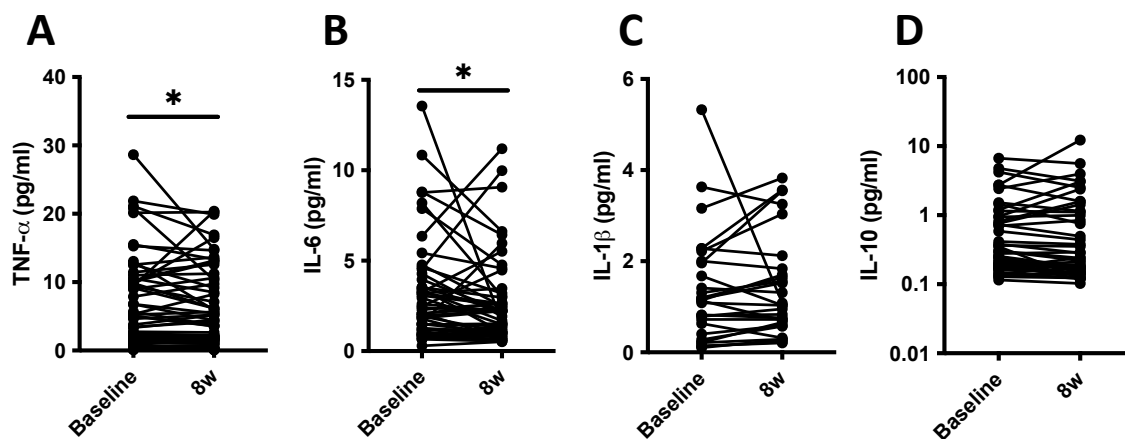 A
TNF-α (pg/ml)
40
30
20
10
0
*
Baseline
8w
B
IL-6 (pg/ml)
15
10
5
0
*
Baseline
8w
C
IL-1β (pg/ml)
6
4
2
0
Baseline
8w
D
IL-10 (pg/ml)
100
10
1
0.1
0.01
Baseline
8w